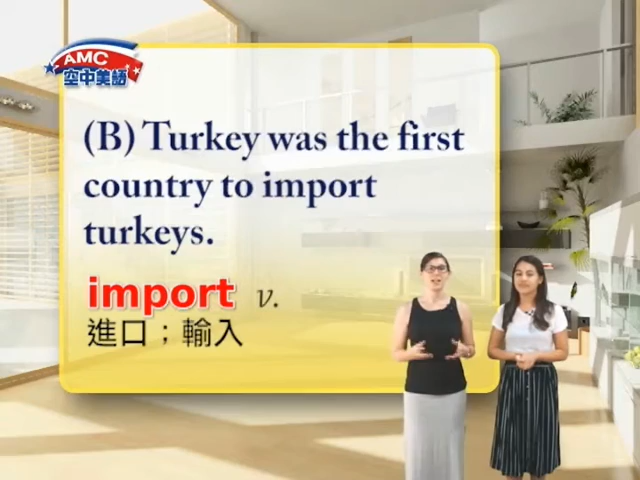 AMC
空中美語
(B) Turkey was the first
country to import
turkeys.
import v.
進口；輸入